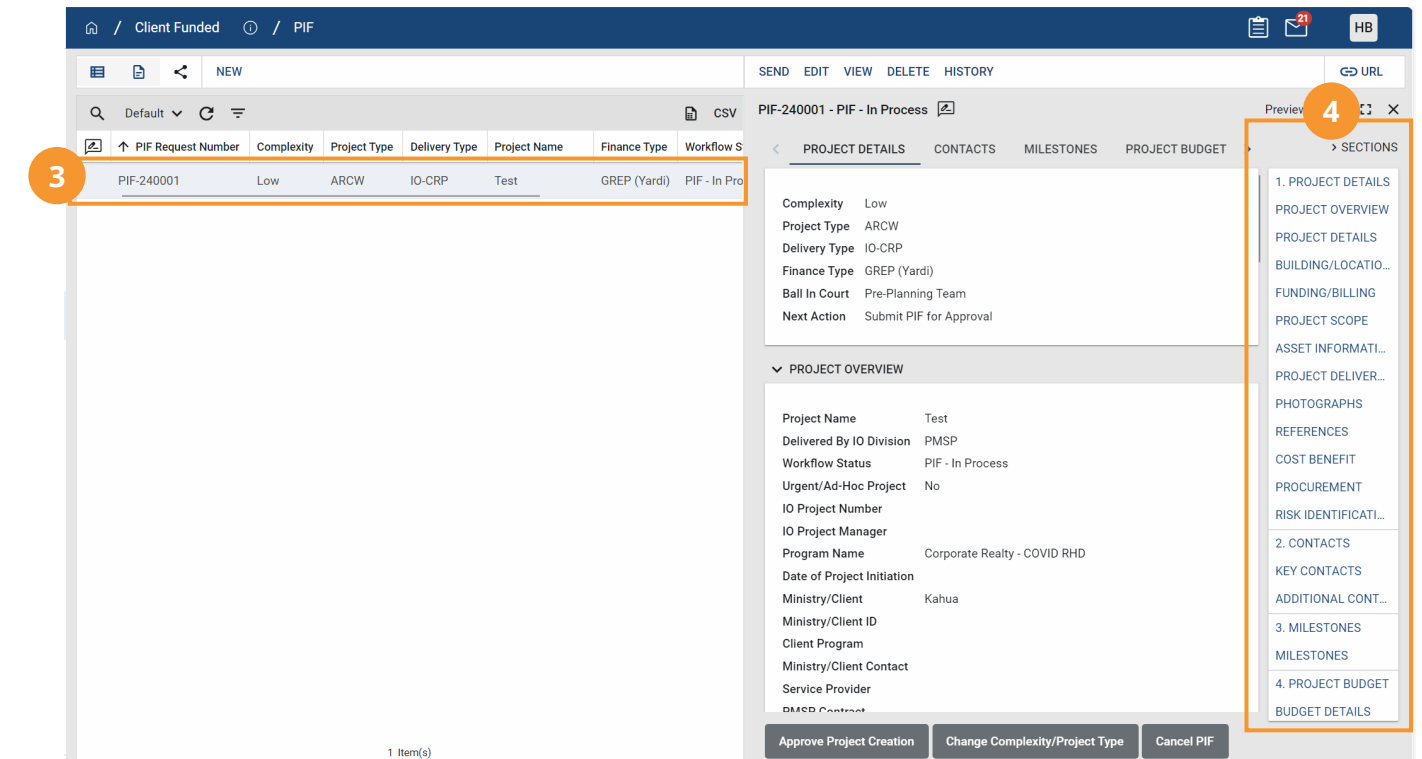 / Client Funded / PIF
21
HB
NEW
SEND EDIT VIEW DELETE HISTORY
URL
Default
CSV
PIF-240001 - PIF - In Process
Preview
4
PIF Request Number Complexity Project Type Delivery Type Project Name Finance Type Workflow S
3
PIF-240001 Low ARCW IO-CRP Test GREP (Yardi) PIF - In Pro
1 Item(s)
PROJECT DETAILS CONTACTS MILESTONES PROJECT BUDGET
Complexity Low
Project Type ARCW
Delivery Type IO-CRP
Finance Type GREP (Yardi)
Ball In Court Pre-Planning Team
Next Action Submit PIF for Approval
PROJECT OVERVIEW
Project Name Test
Delivered By IO Division PMSP
Workflow Status PIF - In Process
Urgent/Ad-Hoc Project No
IO Project Number
IO Project Manager
Program Name Corporate Realty - COVID RHD
Date of Project Initiation
Ministry/Client Kahua
Ministry/Client ID
Client Program
Ministry/Client Contact
Service Provider
PMSP Contract
Approve Project Creation Change Complexity/Project Type Cancel PIF
SECTIONS
1. PROJECT DETAILS
PROJECT OVERVIEW
PROJECT DETAILS
BUILDING/LOCATIO...
FUNDING/BILLING
PROJECT SCOPE
ASSET INFORMATI...
PROJECT DELIVER...
PHOTOGRAPHS
REFERENCES
COST BENEFIT
PROCUREMENT
RISK IDENTIFICATI...
2. CONTACTS
KEY CONTACTS
ADDITIONAL CONT...
3. MILESTONES
MILESTONES
4. PROJECT BUDGET
BUDGET DETAILS